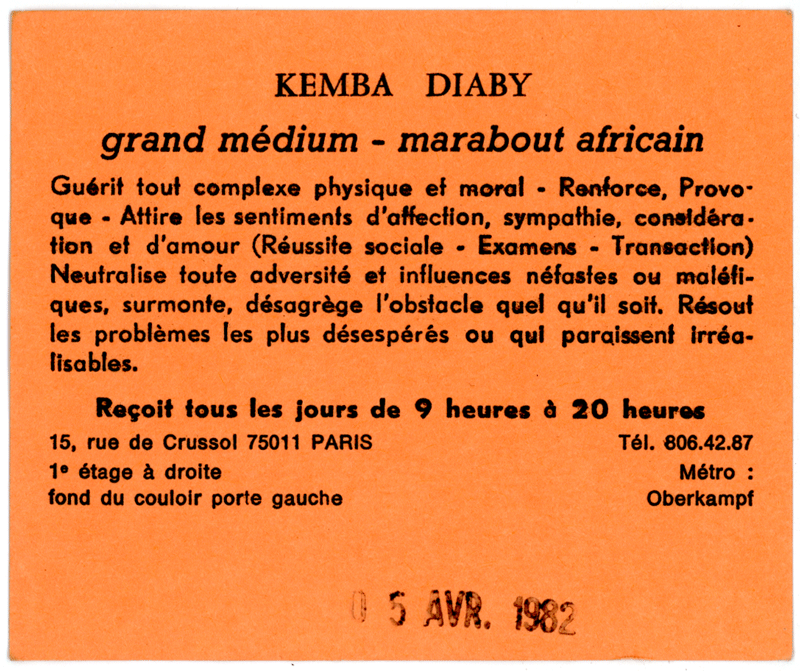 KEMBA DIABY
grand médium - marabout africain
Guérit tout complexe physique et moral - Renforce, Provo-
que - Attire les sentiments d'affection, sympathie, considéra-
tion et d'amour (Réussite sociale - Examens - Transaction)
Neutralise toute adversité et influences néfastes ou maléfi-
ques, surmonte, désagrège l'obstacle quel qu'il soit. Résout
les problèmes les plus désespérés ou qui paraissent irréa-
lisables.
Reçoit tous les jours de 9 heures à 20 heures
15, rue de Crussol 75011 PARIS Tél. 806.42.87
1e étage à droite Métro :
fond du couloir porte gauche Oberkampf
0 5 AVR. 1982